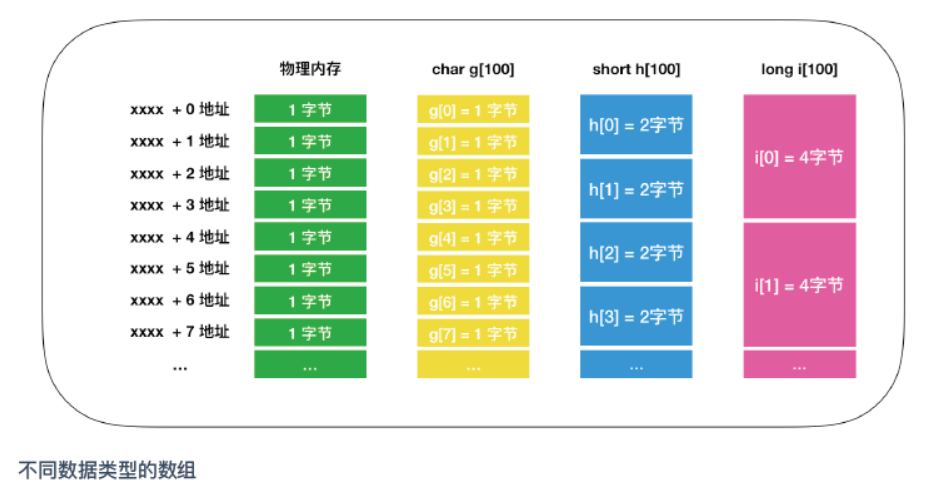 物理内存 char g[100] short h[100] long i[100]
xxxx + 0 地址 1 字节 g[0] = 1 字节 h[0] = 2字节 i[0] = 4字节
xxxx + 1 地址 1 字节 g[1] = 1 字节
xxxx + 2 地址 1 字节 g[2] = 1 字节 h[1] = 2字节
xxxx + 3 地址 1 字节 g[3] = 1 字节
xxxx + 4 地址 1 字节 g[4] = 1 字节 h[2] = 2字节 i[1] = 4字节
xxxx + 5 地址 1 字节 g[5] = 1 字节
xxxx + 6 地址 1 字节 g[6] = 1 字节 h[3] = 2字节
xxxx + 7 地址 1 字节 g[7] = 1 字节
... ... ... ... ...
不同数据类型的数组